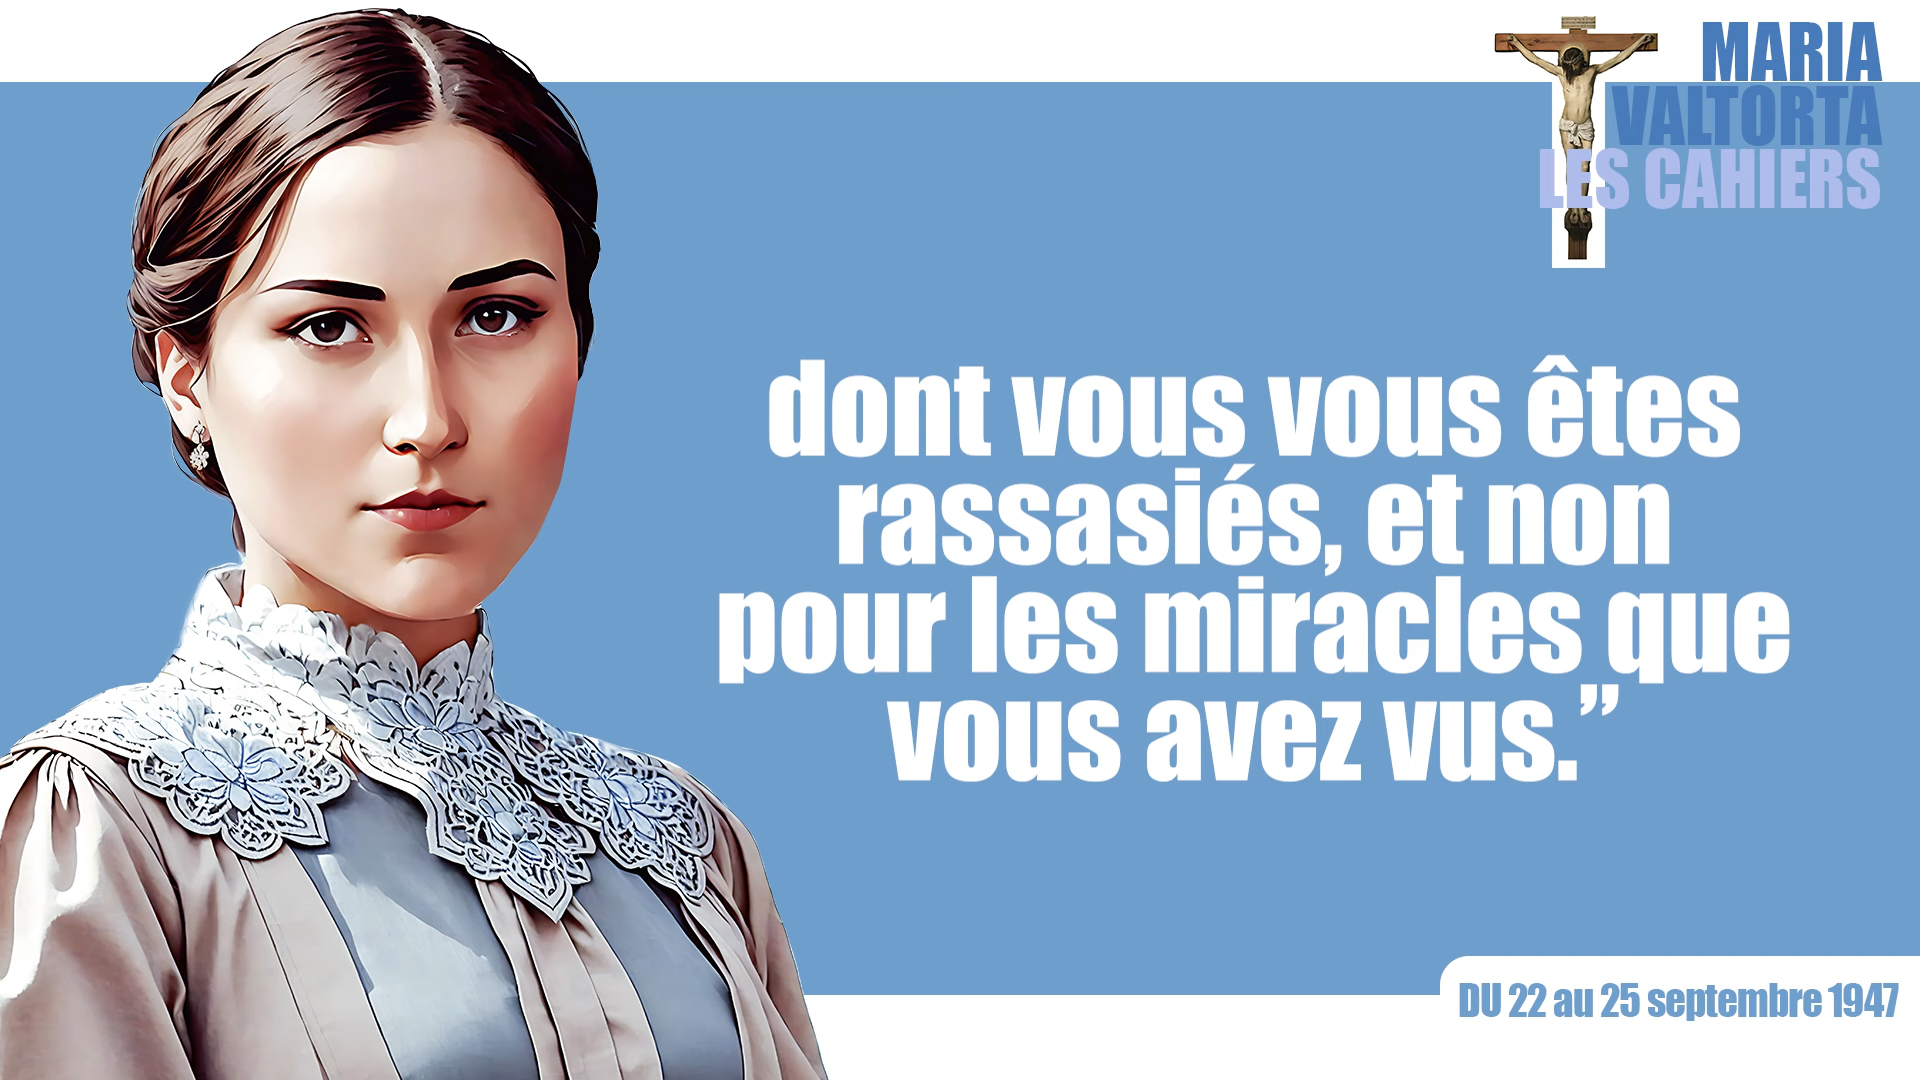 MARIA
VALTORTA
LES CAHIERS
dont vous vous êtes
rassasiés, et non
pour les miracles que
vous avez vus.”
DU 22 au 25 septembre 1947